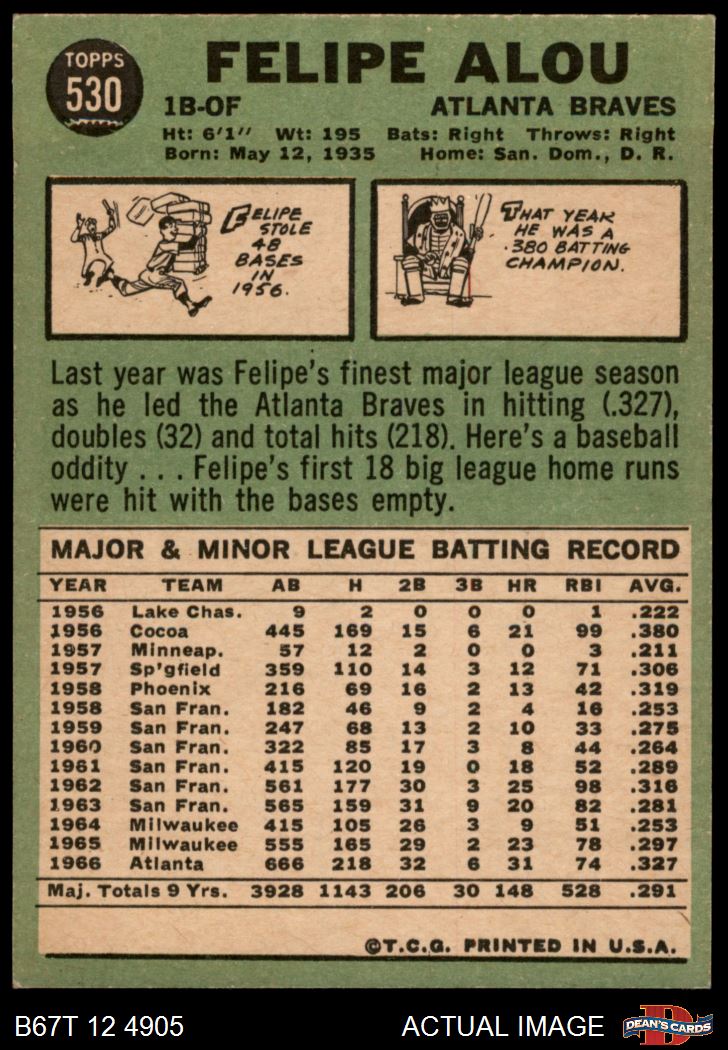 TOPPS
530
FELIPE ALOU
1B-OF ATLANTA BRAVES
Ht: 6'1" Wt: 195 Bats: Right Throws: Right
Born: May 12, 1935 Home: San. Dom., D. R.
FELIPE
STOLE
48
BASES
IN
1956.
THAT YEAR
HE WAS A
.380 BATTING
CHAMPION.
Last year was Felipe's finest major league season
as he led the Atlanta Braves in hitting (.327),
doubles (32) and total hits (218). Here's a baseball
oddity . . . Felipe's first 18 big league home runs
were hit with the bases empty.
MAJOR & MINOR LEAGUE BATTING RECORD
YEAR TEAM AB H 2B 3B HR RBI AVG.
1956 Lake Chas. 9 2 0 0 0 1 .222
1956 Cocoa 445 169 15 6 21 99 .380
1957 Minneap. 57 12 2 0 0 3 .211
1957 Sp'gfield 359 110 14 3 12 71 .306
1958 Phoenix 216 69 16 2 13 42 .319
1958 San Fran. 182 46 9 2 4 16 .253
1959 San Fran. 247 68 13 2 10 33 .275
1960 San Fran. 322 85 17 3 8 44 .264
1961 San Fran. 415 120 19 0 18 52 .289
1962 San Fran. 561 177 30 3 25 98 .316
1963 San Fran. 565 159 31 9 20 82 .281
1964 Milwaukee 415 105 26 3 9 51 .253
1965 Milwaukee 555 165 29 2 23 78 .297
1966 Atlanta 666 218 32 6 31 74 .327
Maj. Totals 9 Yrs. 3928 1143 206 30 148 528 .291
©T.C.G. PRINTED IN U.S.A.
B67T 12 4905 ACTUAL IMAGE
D
DEAN'S CARDS